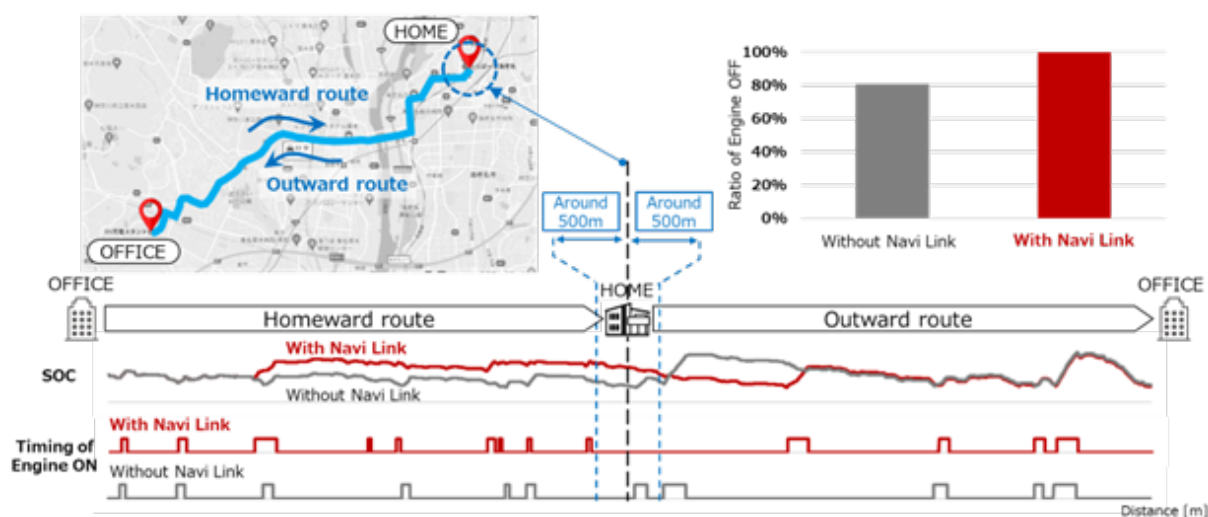 HOME
Homeward route
Outward route
OFFICE
Ratio of Engine OFF
100%
80%
60%
40%
20%
0%
Without Navi Link
With Navi Link
Around
500m
Around
500m
OFFICE
HOME
OFFICE
Homeward route
Outward route
SOC
With Navi Link
Without Navi Link
Timing of
Engine ON
With Navi Link
Without Navi Link
Distance [m]